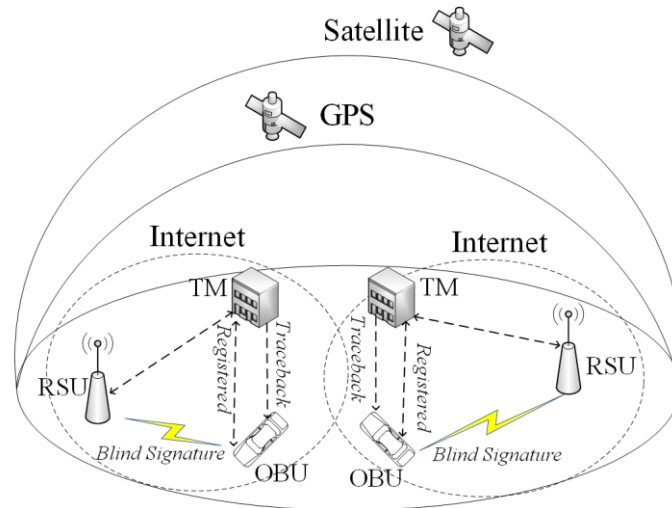 Satellite
GPS
Internet
Internet
TM
TM
Registered
Traceback
Traceback
Registered
RSU
RSU
Blind Signature
OBU
OBU
Blind Signature